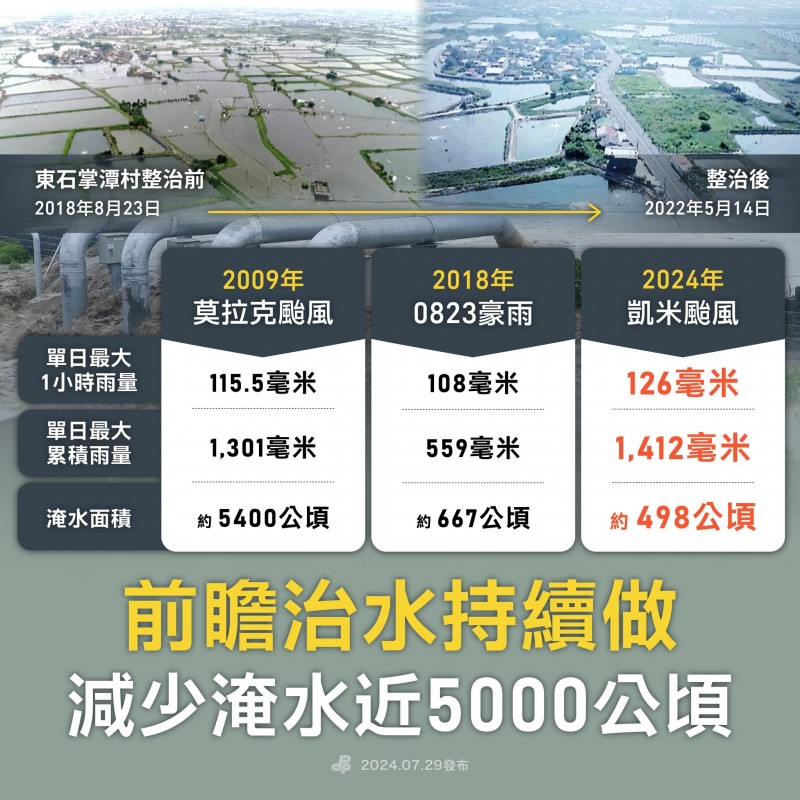 東石掌潭村整治前
2018年8月23日
整治後
2022年5月14日
2009年
莫拉克颱風
2018年
0823豪雨
2024年
凱米颱風
單日最大
1小時雨量
115.5毫米
108毫米
126毫米
單日最大
累積雨量
1,301毫米
559毫米
1,412毫米
淹水面積
約 5400公頃
約 667公頃
約 498公頃
前瞻治水持續做
減少淹水近5000公頃
2024.07.29發布